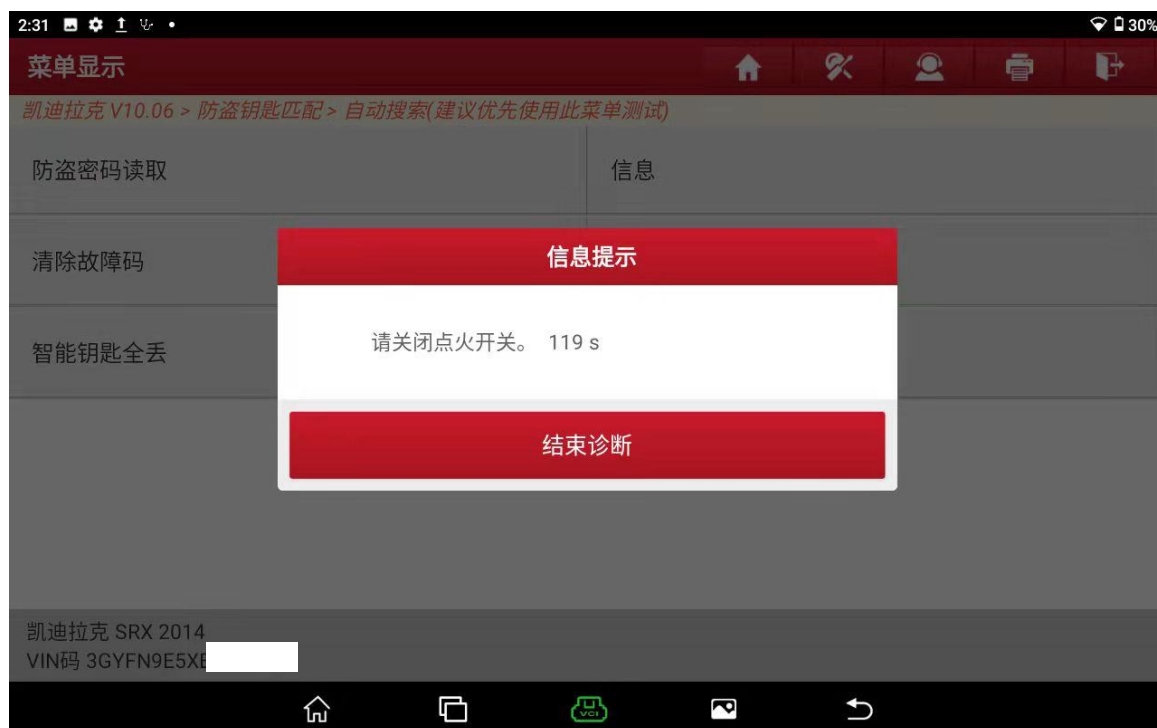 2:31
30%
菜单显示
凯迪拉克 V10.06 > 防盗钥匙匹配 > 自动搜索(建议优先使用此菜单测试)
防盗密码读取
信息
清除故障码
信息提示
请关闭点火开关。 119 s
智能钥匙全丢
结束诊断
凯迪拉克 SRX 2014
VIN码 3GYFN9E5XE
VCI